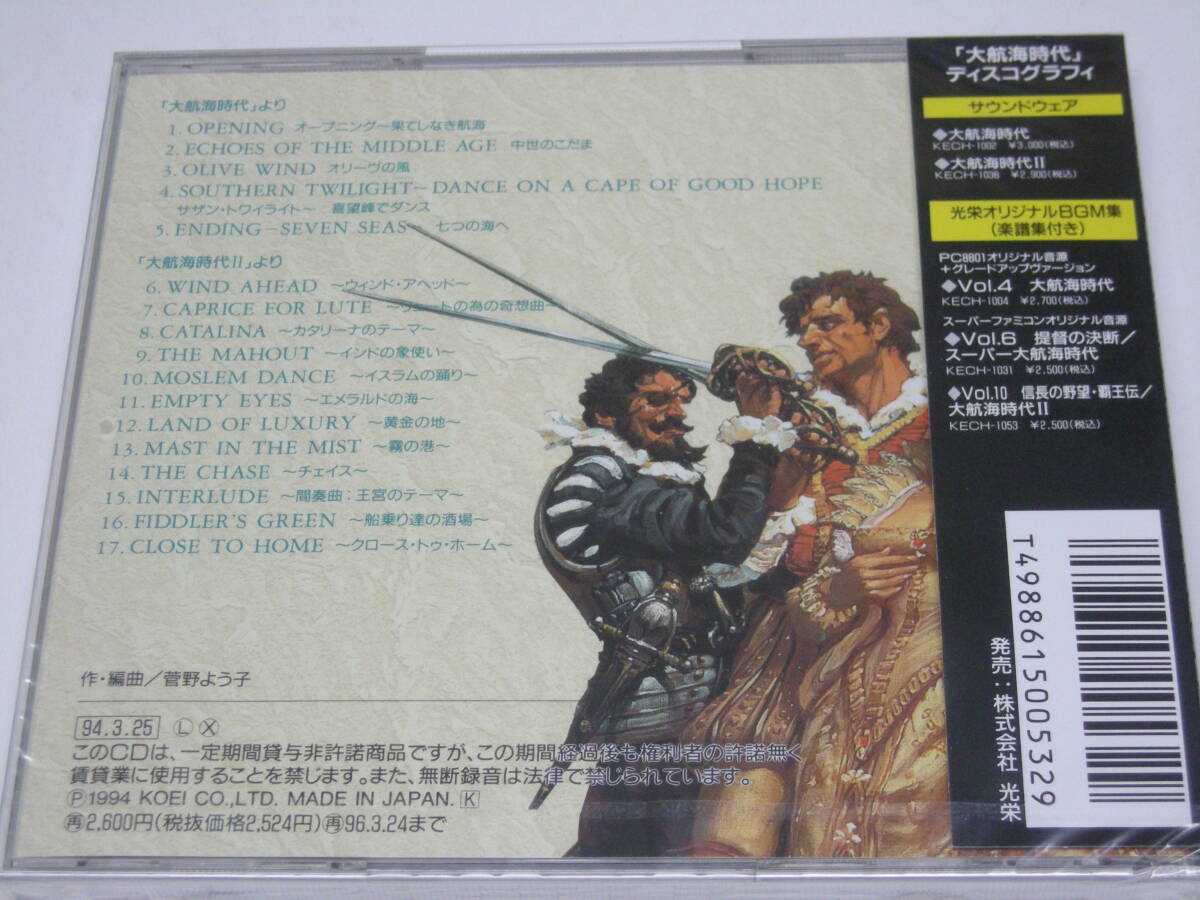 「大航海時代」より
1. OPENING オープニング〜果てしなき航海
2. ECHOES OF THE MIDDLE AGE 中世のこだま
3. OLIVE WIND オリーヴの風
4. SOUTHERN TWILIGHT〜DANCE ON A CAPE OF GOOD HOPE
サザン・トワイライト〜 喜望峰でダンス
5. ENDING－SEVEN SEAS 七つの海へ
「大航海時代II」より
6. WIND AHEAD 〜ウィンド・アヘッド〜
7. CAPRICE FOR LUTE 〜リュートの為の奇想曲〜
8. CATALINA 〜カタリーナのテーマ〜
9. THE MAHOUT 〜インドの象使い〜
10. MOSLEM DANCE 〜イスラムの踊り〜
11. EMPTY EYES 〜エメラルドの海〜
12. LAND OF LUXURY 〜黄金の地〜
13. MAST IN THE MIST 〜霧の港〜
14. THE CHASE 〜チェイス〜
15. INTERLUDE 〜間奏曲：王宮のテーマ〜
16. FIDDLER'S GREEN 〜船乗り達の酒場〜
17. CLOSE TO HOME 〜クロース・トゥ・ホーム〜
作・編曲／菅野よう子
94.3.25 Ⓛ Ⓧ
このCDは、一定期間貸与非許諾商品ですが、この期間経過後も権利者の許諾無く
賃貸業に使用することを禁じます。また、無断録音は法律で禁じられています。
Ⓟ1994 KOEI CO.,LTD. MADE IN JAPAN. K
再2,600円(税抜価格2,524円)再96.3.24まで
「大航海時代」
ディスコグラフィ
サウンドウェア
◆大航海時代
KECH-1002 ¥3,000(税込)
◆大航海時代II
KECH-1036 ¥2,900(税込)
光栄オリジナルBGM集
(楽譜集付き)
PC8801オリジナル音源
＋グレードアップヴァージョン
◆Vol.4 大航海時代
KECH-1004 ¥2,700(税込)
スーパーファミコンオリジナル音源
◆Vol.6 提督の決断／
スーパー大航海時代
KECH-1031 ¥2,500(税込)
◆Vol.10 信長の野望・覇王伝／
大航海時代II
KECH-1053 ¥2,500(税込)
T4988615005329
発売：株式会社 光栄